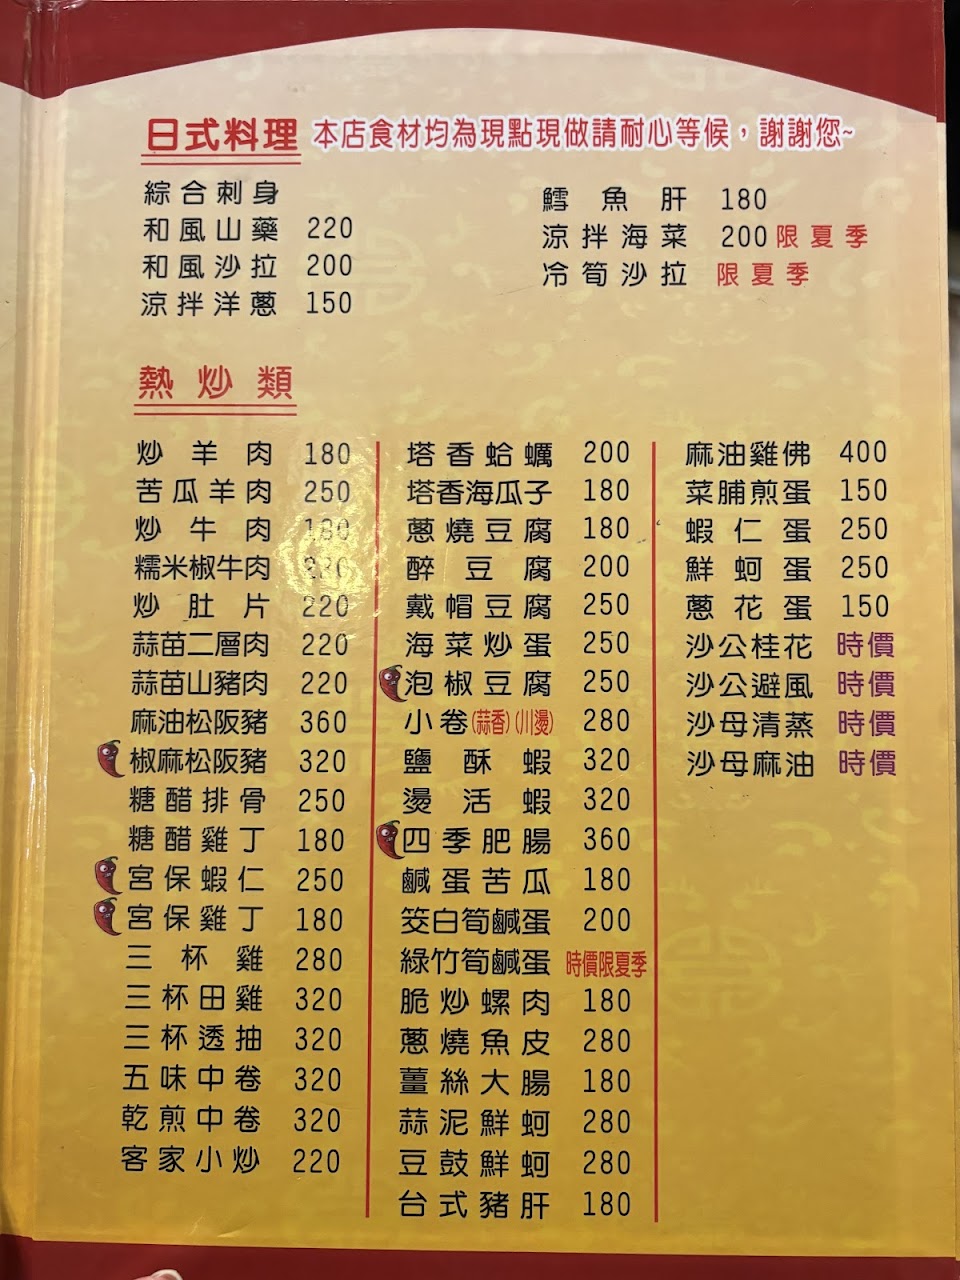 日式料理 本店食材均為現點現做請耐心等候，謝謝您~
綜合刺身
和風山藥 220
和風沙拉 200
涼拌洋蔥 150
鱈魚肝 180
涼拌海菜 200 限夏季
冷筍沙拉 限夏季
熱炒類
炒羊肉 180
苦瓜羊肉 250
炒牛肉 180
糯米椒牛肉
炒肚片 220
蒜苗二層肉 220
蒜苗山豬肉 220
麻油松阪豬 360
椒麻松阪豬 320
糖醋排骨 250
糖醋雞丁 180
宮保蝦仁 250
宮保雞丁 180
三杯雞 280
三杯田雞 320
三杯透抽 320
五味中卷 320
乾煎中卷 320
客家小炒 220
塔香蛤蠣 200
塔香海瓜子 180
蔥燒豆腐 180
醉豆腐 200
戴帽豆腐 250
海菜炒蛋 250
泡椒豆腐 250
小卷(蒜香)(川燙) 280
鹽酥蝦 320
燙活蝦 320
四季肥腸 360
鹹蛋苦瓜 180
筊白筍鹹蛋 200
綠竹筍鹹蛋 時價限夏季
脆炒螺肉 180
蔥燒魚皮 280
薑絲大腸 180
蒜泥鮮蚵 280
豆鼓鮮蚵 280
台式豬肝 180
麻油雞佛 400
菜脯煎蛋 150
蝦仁蛋 250
鮮蚵蛋 250
蔥花蛋 150
沙公桂花 時價
沙公避風 時價
沙母清蒸 時價
沙母麻油 時價